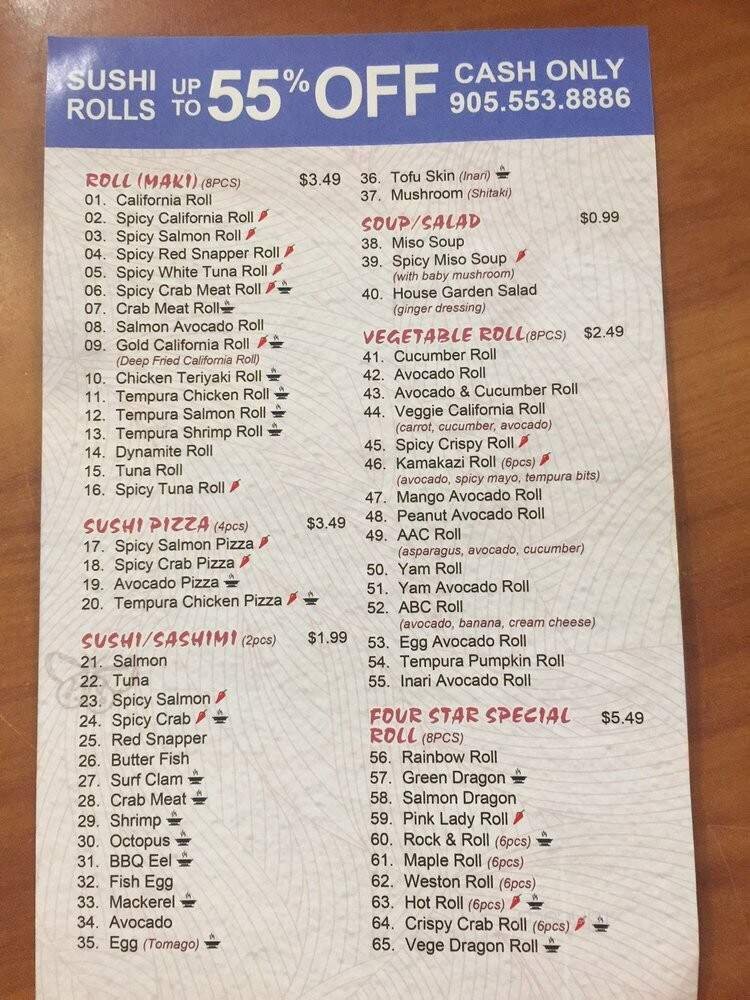 SUSHI ROLLS UP TO 55% OFF CASH ONLY
905.553.8886
ROLL (MAKI) (8PCS) $3.49
01. California Roll
02. Spicy California Roll
03. Spicy Salmon Roll
04. Spicy Red Snapper Roll
05. Spicy White Tuna Roll
06. Spicy Crab Meat Roll
07. Crab Meat Roll
08. Salmon Avocado Roll
09. Gold California Roll
(Deep Fried California Roll)
10. Chicken Teriyaki Roll
11. Tempura Chicken Roll
12. Tempura Salmon Roll
13. Tempura Shrimp Roll
14. Dynamite Roll
15. Tuna Roll
16. Spicy Tuna Roll
SUSHI PIZZA (4pcs) $3.49
17. Spicy Salmon Pizza
18. Spicy Crab Pizza
19. Avocado Pizza
20. Tempura Chicken Pizza
SUSHI/SASHIMI (2pcs) $1.99
21. Salmon
22. Tuna
23. Spicy Salmon
24. Spicy Crab
25. Red Snapper
26. Butter Fish
27. Surf Clam
28. Crab Meat
29. Shrimp
30. Octopus
31. BBQ Eel
32. Fish Egg
33. Mackerel
34. Avocado
35. Egg (Tomago)
36. Tofu Skin (Inari)
37. Mushroom (Shitaki)
SOUP/SALAD $0.99
38. Miso Soup
39. Spicy Miso Soup
(with baby mushroom)
40. House Garden Salad
(ginger dressing)
VEGETABLE ROLL(8PCS) $2.49
41. Cucumber Roll
42. Avocado Roll
43. Avocado & Cucumber Roll
44. Veggie California Roll
(carrot, cucumber, avocado)
45. Spicy Crispy Roll
46. Kamakazi Roll (6pcs)
(avocado, spicy mayo, tempura bits)
47. Mango Avocado Roll
48. Peanut Avocado Roll
49. AAC Roll
(asparagus, avocado, cucumber)
50. Yam Roll
51. Yam Avocado Roll
52. ABC Roll
(avocado, banana, cream cheese)
53. Egg Avocado Roll
54. Tempura Pumpkin Roll
55. Inari Avocado Roll
FOUR STAR SPECIAL $5.49
ROLL (8PCS)
56. Rainbow Roll
57. Green Dragon
58. Salmon Dragon
59. Pink Lady Roll
60. Rock & Roll (6pcs)
61. Maple Roll (6pcs)
62. Weston Roll (6pcs)
63. Hot Roll (6pcs)
64. Crispy Crab Roll (6pcs)
65. Vege Dragon Roll